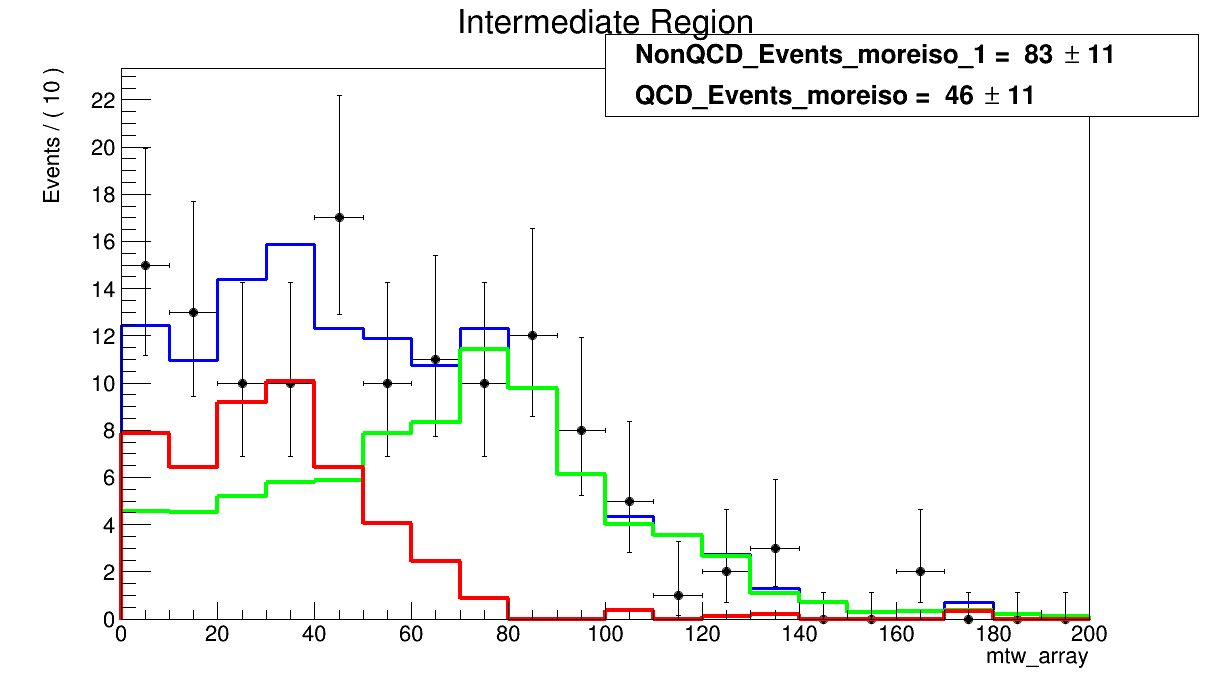 Intermediate Region
NonQCD_Events_moreiso_1 = 83 ± 11
QCD_Events_moreiso = 46 ± 11
Events / ( 10 )
22
20
18
16
14
12
10
8
6
4
2
0
0 20 40 60 80 100 120 140 160 180 200
mtw_array